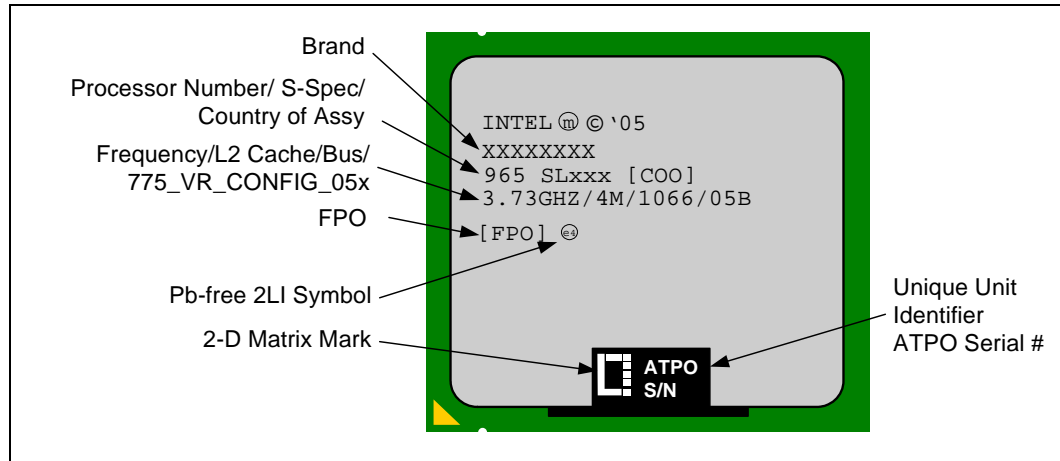 Brand
Processor Number/ S-Spec/
Country of Assy
Frequency/L2 Cache/Bus/
775_VR_CONFIG_05x
FPO
Pb-free 2LI Symbol
2-D Matrix Mark
INTEL ⓜ © '05
XXXXXXXX
965 SLxxx [COO]
3.73GHZ/4M/1066/05B
[FPO] e4
ATPO
S/N
Unique Unit
Identifier
ATPO Serial #